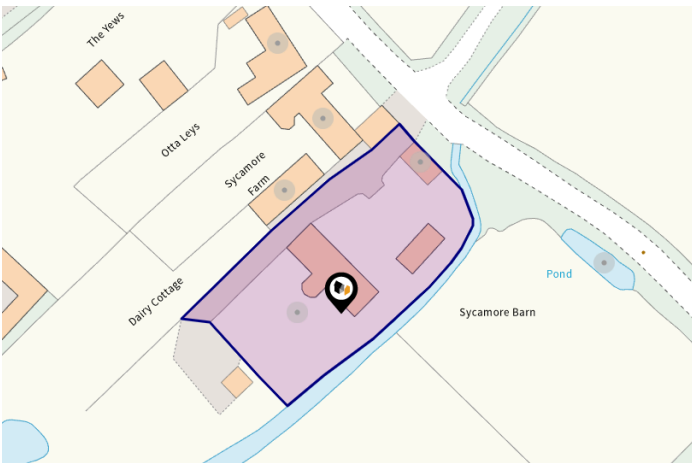 The Yews
Otta Leys
Sycamore
Farm
Pond
Dairy Cottage
Sycamore Barn